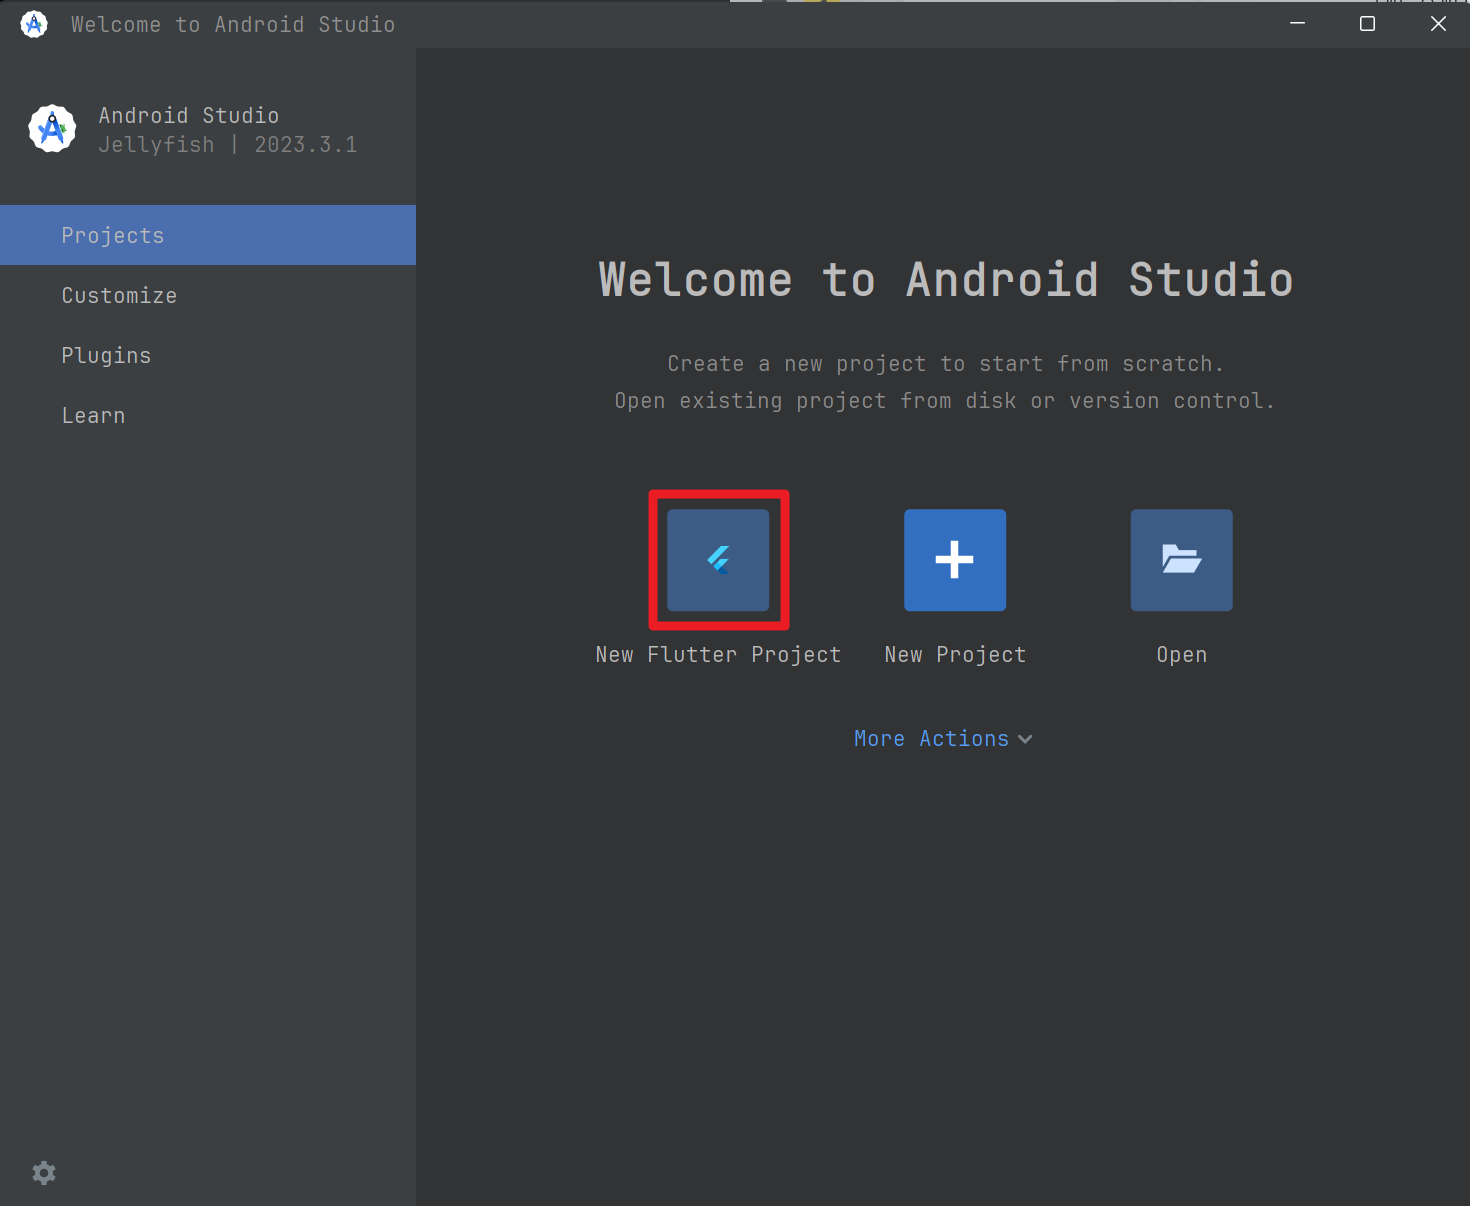 Welcome to Android Studio
Android Studio
Jellyfish | 2023.3.1
Projects
Customize
Plugins
Learn
Welcome to Android Studio
Create a new project to start from scratch.
Open existing project from disk or version control.
New Flutter Project
New Project
Open
More Actions